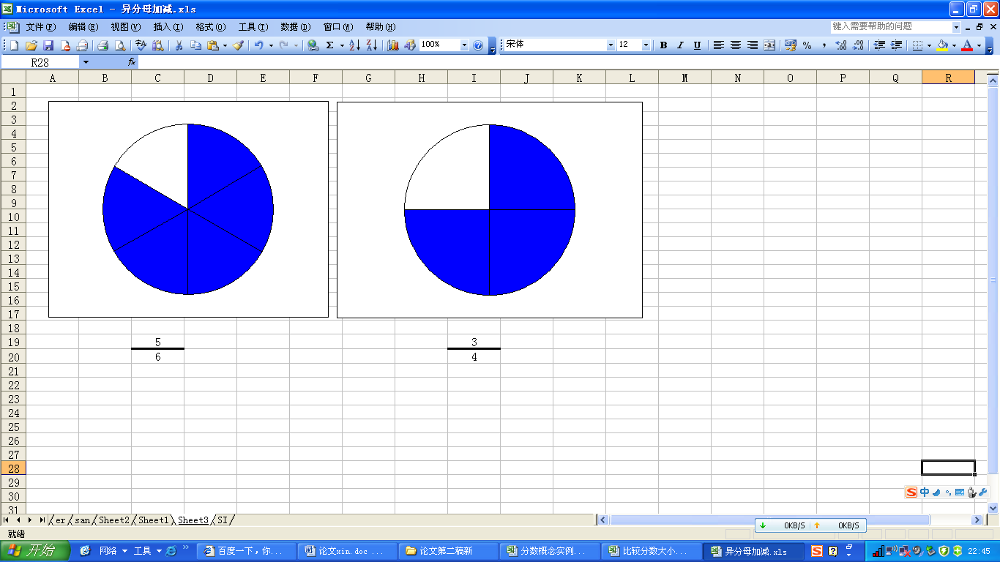 Microsoft Excel - 异分母加减.xls
文件(F) 编辑(E) 视图(V) 插入(I) 格式(O) 工具(T) 数据(D) 窗口(W) 帮助(H) 键入需要帮助的问题
100% 宋体 12 B I U
R28 fx
A B C D E F G H I J K L M N O P Q R
1
2
3
4
5
6
7
8
9
10
11
12
13
14
15
16
17
18
19 5 3
20 6 4
21
22
23
24
25
26
27
28
29
30
31
S 中
er san Sheet2 Sheet1 Sheet3 SI
0KB/S 0KB/S
就绪
开始 网络 工具 百度一下，你... 论文xin.doc ... 论文第二稿新 分数概念实例... 比较分数大小... 异分母加减.xls 22:45